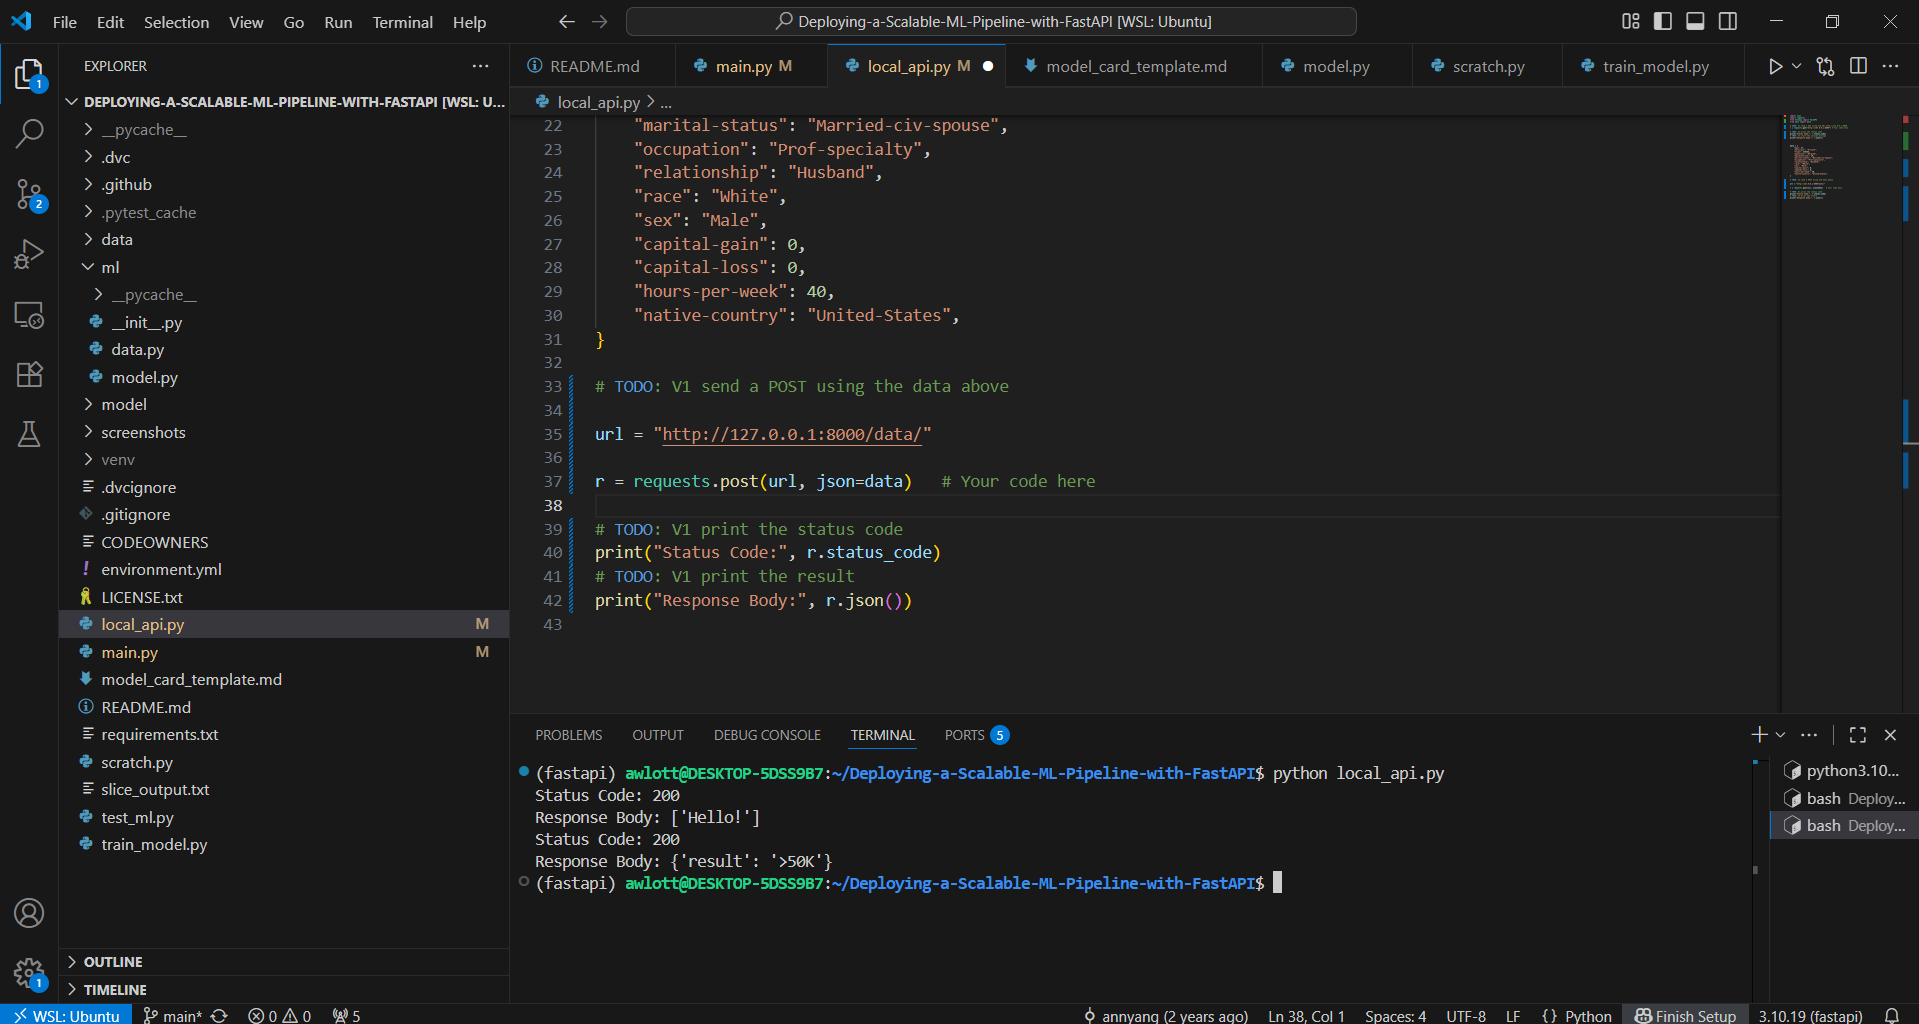 File Edit Selection View Go Run Terminal Help
Deploying-a-Scalable-ML-Pipeline-with-FastAPI [WSL: Ubuntu]
1
2
1
EXPLORER
DEPLOYING-A-SCALABLE-ML-PIPELINE-WITH-FASTAPI [WSL: U...
__pycache__
.dvc
.github
.pytest_cache
data
ml
__pycache__
__init__.py
data.py
model.py
model
screenshots
venv
.dvcignore
.gitignore
CODEOWNERS
environment.yml
LICENSE.txt
local_api.py M
main.py M
model_card_template.md
README.md
requirements.txt
scratch.py
slice_output.txt
test_ml.py
train_model.py
OUTLINE
TIMELINE
README.md main.py M local_api.py M model_card_template.md model.py scratch.py train_model.py
local_api.py > ...
22 "marital-status": "Married-civ-spouse",
23 "occupation": "Prof-specialty",
24 "relationship": "Husband",
25 "race": "White",
26 "sex": "Male",
27 "capital-gain": 0,
28 "capital-loss": 0,
29 "hours-per-week": 40,
30 "native-country": "United-States",
31 }
32
33 # TODO: V1 send a POST using the data above
34
35 url = "http://127.0.0.1:8000/data/"
36
37 r = requests.post(url, json=data) # Your code here
38
39 # TODO: V1 print the status code
40 print("Status Code:", r.status_code)
41 # TODO: V1 print the result
42 print("Response Body:", r.json())
43
PROBLEMS OUTPUT DEBUG CONSOLE TERMINAL PORTS 5
(fastapi) awlott@DESKTOP-5DSS9B7:~/Deploying-a-Scalable-ML-Pipeline-with-FastAPI$ python local_api.py
Status Code: 200
Response Body: ['Hello!']
Status Code: 200
Response Body: {'result': '>50K'}
(fastapi) awlott@DESKTOP-5DSS9B7:~/Deploying-a-Scalable-ML-Pipeline-with-FastAPI$
python3.10...
bash Deploy...
bash Deploy...
WSL: Ubuntu main* 0 0 5 annyang (2 years ago) Ln 38, Col 1 Spaces: 4 UTF-8 LF {} Python Finish Setup 3.10.19 (fastapi)